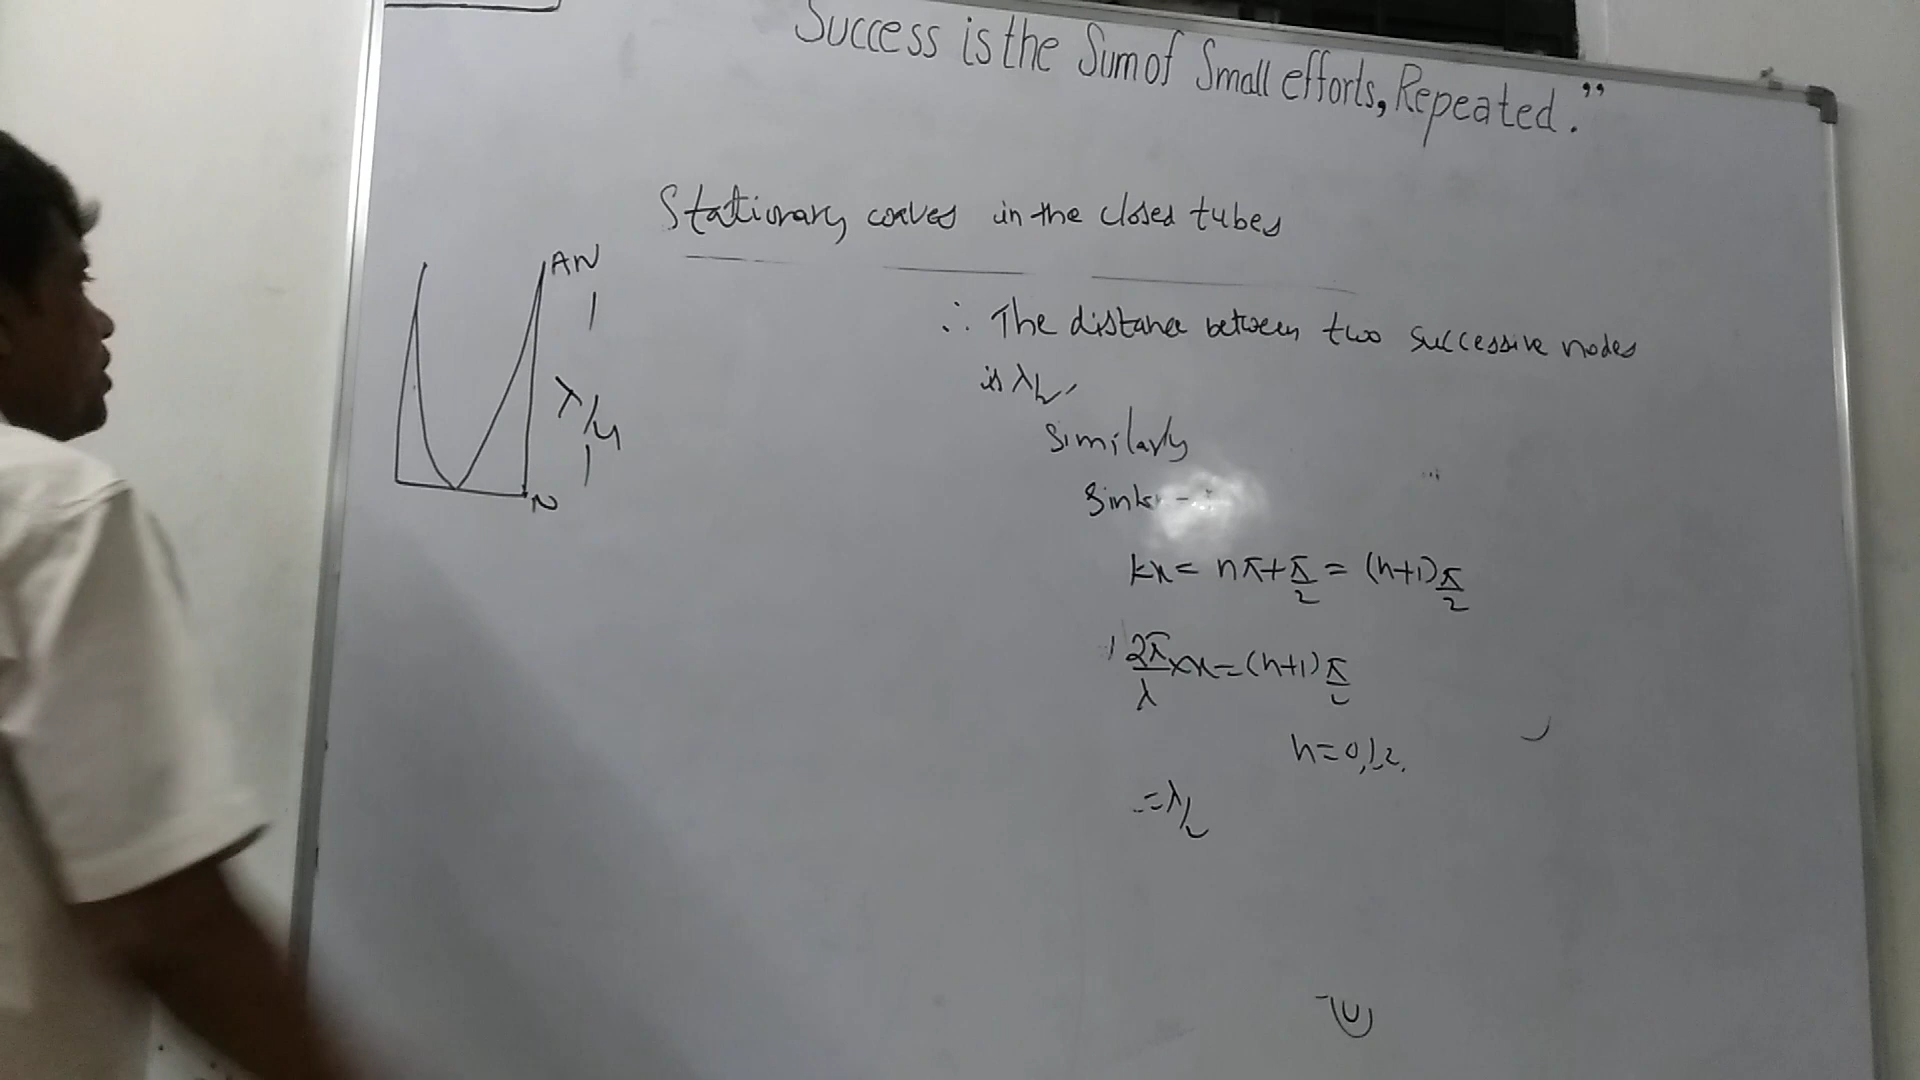 Success is the Sum of Small efforts, Repeated.”
Stationary waves in the closed tubes
AN
λ/4
N
∴ The distance between two successive nodes
is λ/2
Similarly
kx = nπ+π/2 = (n+1)π/2
2π/λ × x = (n+1)π/2
n=0,1,2.
= λ/2